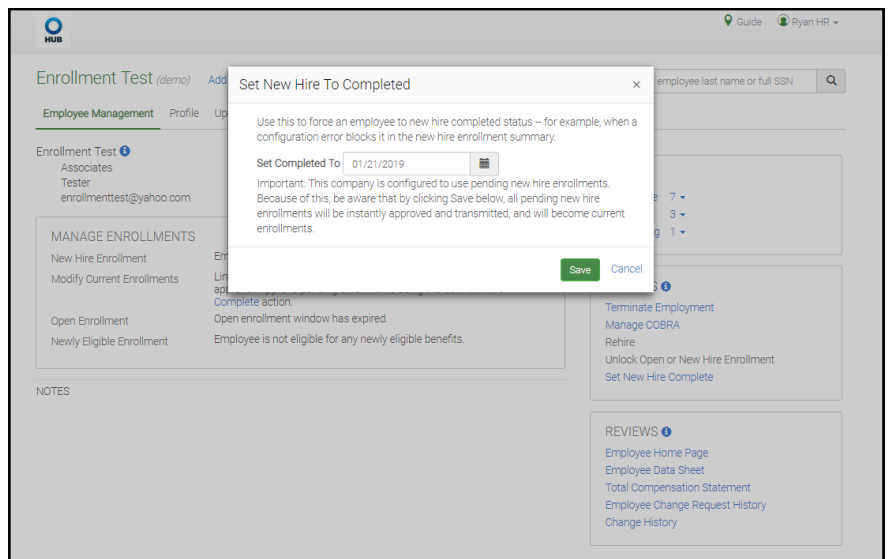 HUB
Guide
Ryan HR
Enrollment Test (demo) Add
employee last name or full SSN
Employee Management Profile Up
Set New Hire To Completed ×
Use this to force an employee to new hire completed status -- for example, when a
configuration error blocks it in the new hire enrollment summary.
Set Completed To 01/21/2019
Important: This company is configured to use pending new hire enrollments.
Because of this, be aware that by clicking Save below, all pending new hire
enrollments will be instantly approved and transmitted, and will become current
enrollments.
Save Cancel
Enrollment Test
Associates
Tester
enrollmenttest@yahoo.com
7
3
1
MANAGE ENROLLMENTS
New Hire Enrollment
Modify Current Enrollments
Complete action.
Open Enrollment Open enrollment window has expired.
Newly Eligible Enrollment Employee is not eligible for any newly eligible benefits.
NOTES
Terminate Employment
Manage COBRA
Rehire
Unlock Open or New Hire Enrollment
Set New Hire Complete
REVIEWS
Employee Home Page
Employee Data Sheet
Total Compensation Statement
Employee Change Request History
Change History